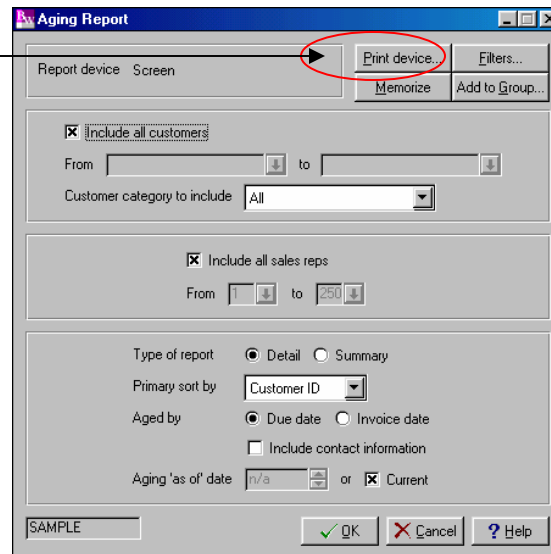 Bw Aging Report
Report device Screen
Print device... Filters...
Memorize Add to Group...
Include all customers
From to
Customer category to include All
Include all sales reps
From 1 to 250
Type of report Detail Summary
Primary sort by Customer ID
Aged by Due date Invoice date
Include contact information
Aging 'as of' date n/a or Current
SAMPLE OK Cancel ? Help